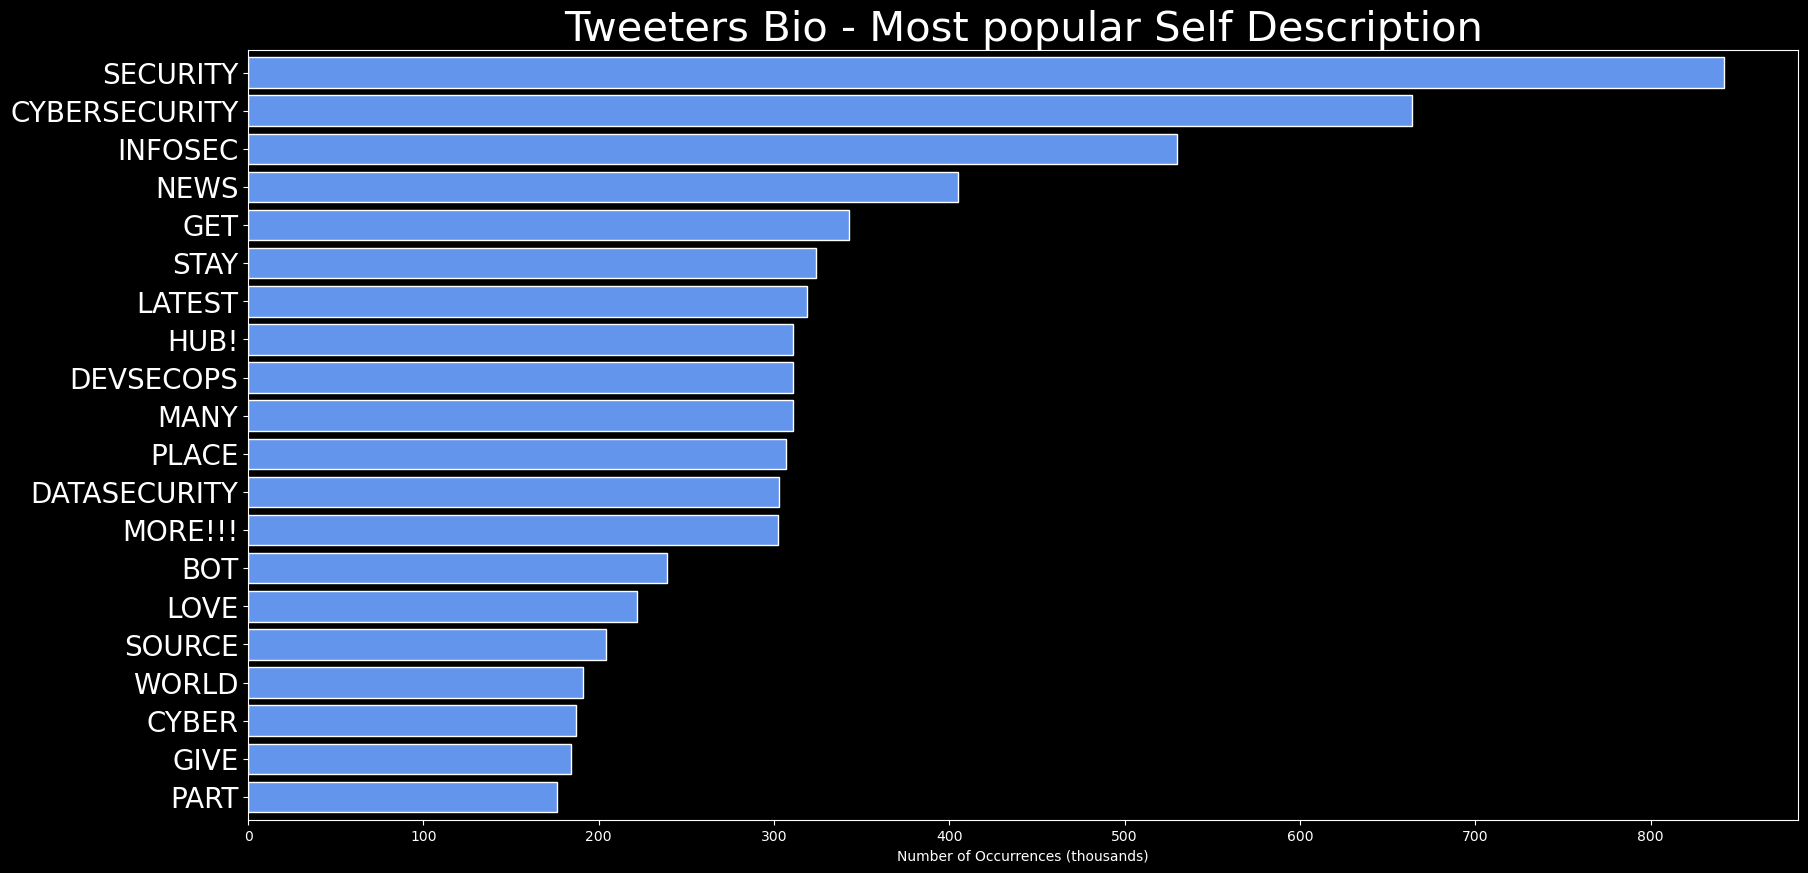 Tweeters Bio - Most popular Self Description
SECURITY
CYBERSECURITY
INFOSEC
NEWS
GET
STAY
LATEST
HUB!
DEVSECOPS
MANY
PLACE
DATASECURITY
MORE!!!
BOT
LOVE
SOURCE
WORLD
CYBER
GIVE
PART
0 100 200 300 400 500 600 700 800
Number of Occurrences (thousands)